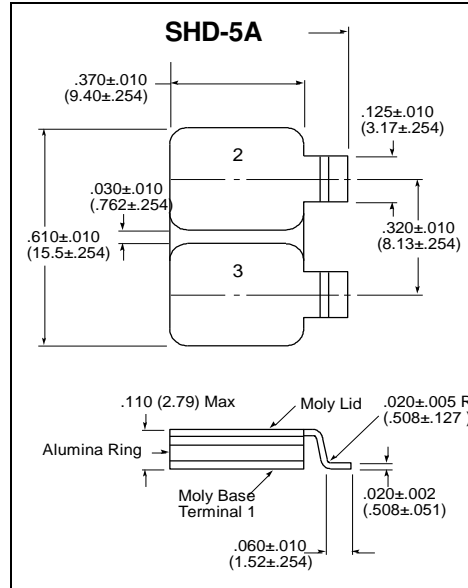 SHD-5A
.370±.010
(9.40±.254)
.125±.010
(3.17±.254)
2
.030±.010
(.762±.254)
.320±.010
(8.13±.254)
.610±.010
(15.5±.254)
3
.110 (2.79) Max
Moly Lid
.020±.005 R
(.508±.127 )
Alumina Ring
Moly Base
Terminal 1
.020±.002
(.508±.051)
.060±.010
(1.52±.254)